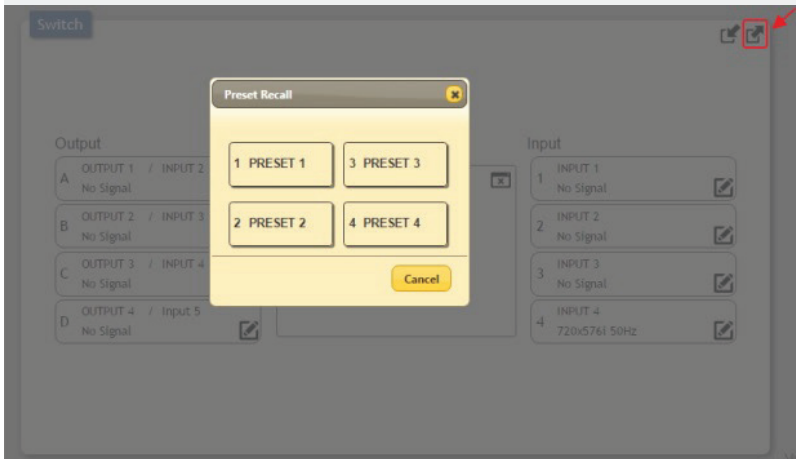 Switch
Preset Recall
1 PRESET 1
3 PRESET 3
2 PRESET 2
4 PRESET 4
Cancel
Output
A OUTPUT 1 / INPUT 2
No Signal
B OUTPUT 2 / INPUT 3
No Signal
C OUTPUT 3 / INPUT 4
No Signal
D OUTPUT 4 / Input 5
No Signal
Input
1 INPUT 1
No Signal
2 INPUT 2
No Signal
3 INPUT 3
No Signal
4 INPUT 4
720x576I 50Hz